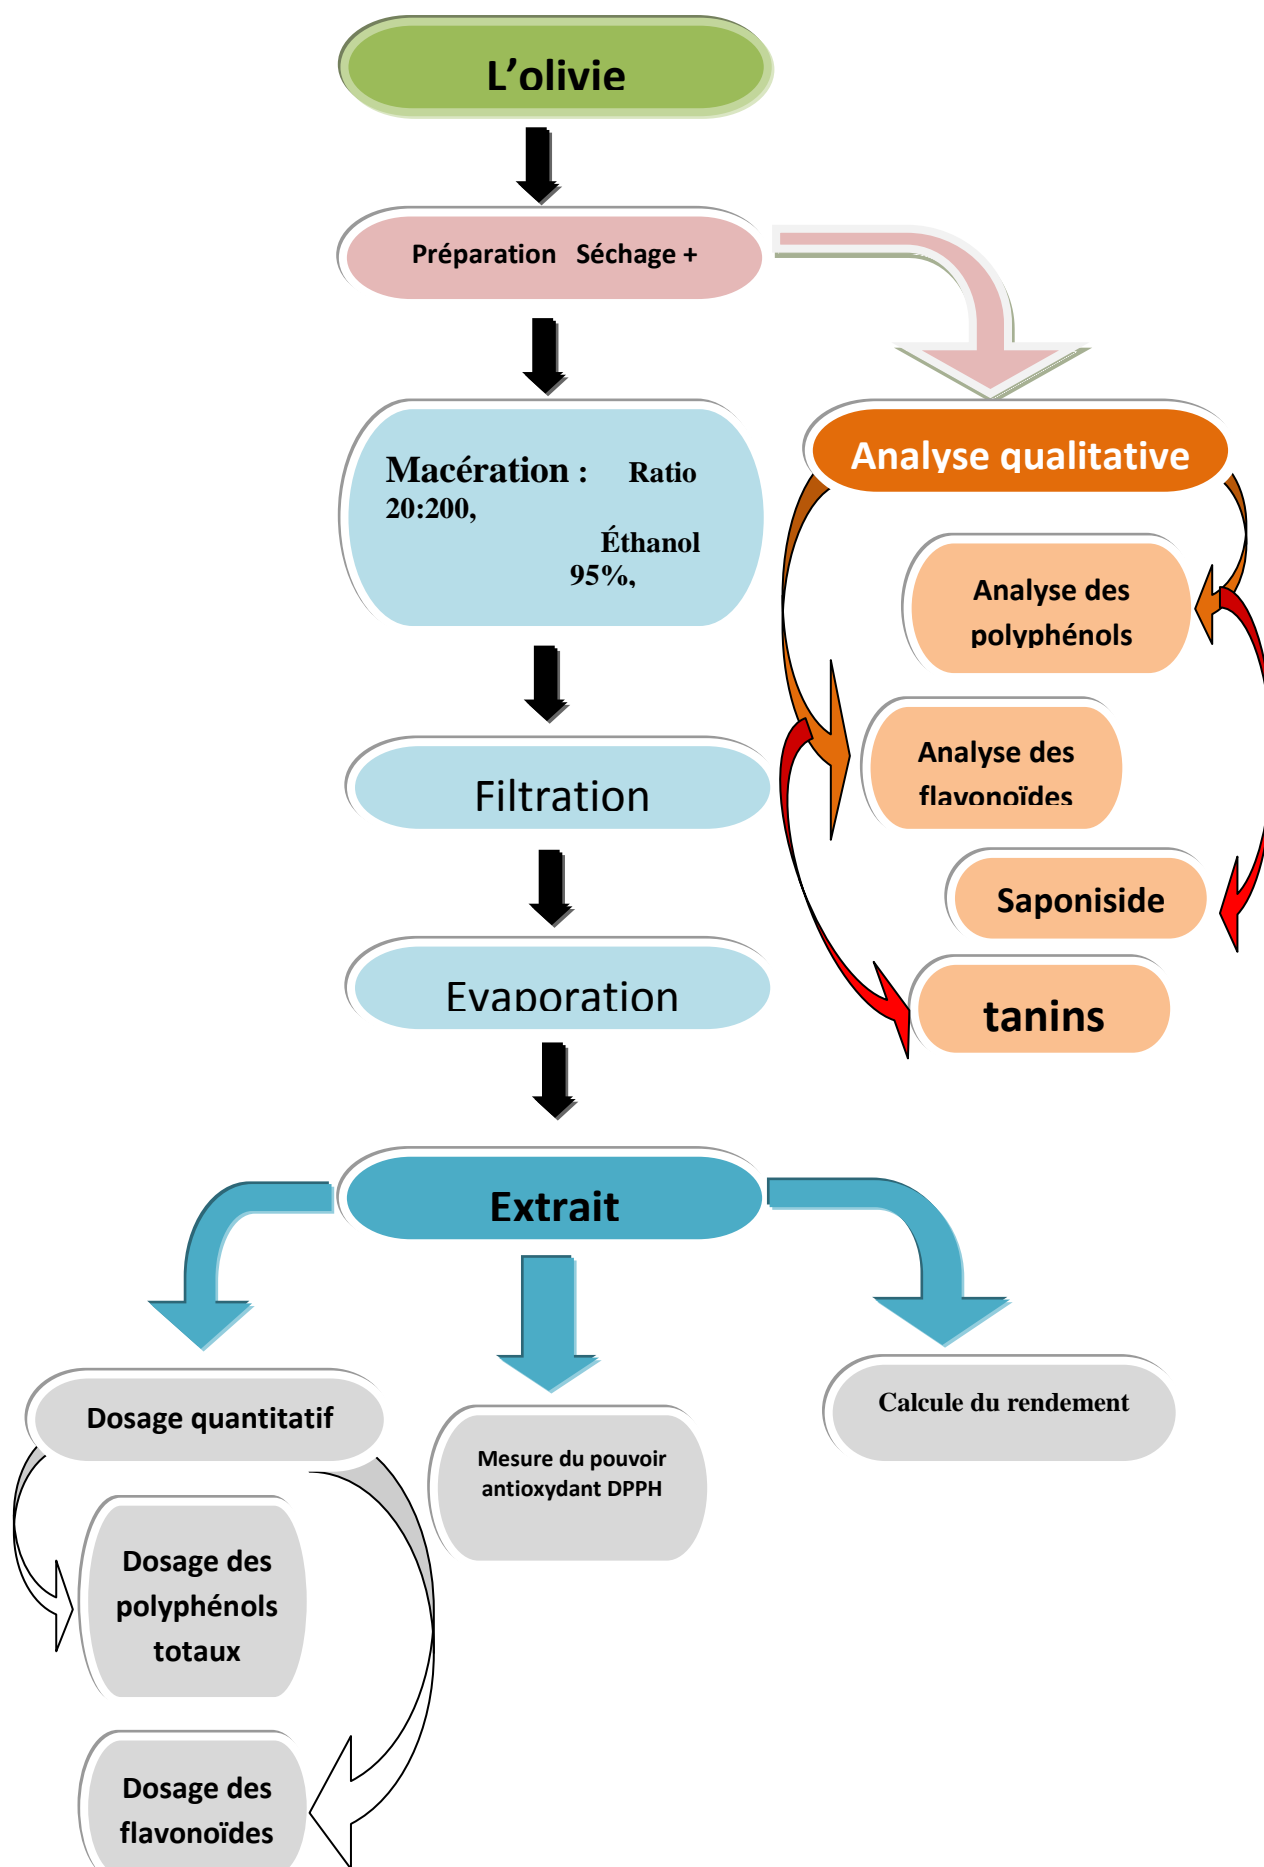 L’olivie
Préparation Séchage +
Macération : Ratio
20:200,
Éthanol
95%,
Filtration
Evaporation
Extrait
Analyse qualitative
Analyse des
polyphénols
Analyse des
flavonoïdes
Saponiside
tanins
Dosage quantitatif
Dosage des
polyphénols
totaux
Dosage des
flavonoïdes
Mesure du pouvoir
antioxydant DPPH
Calcule du rendement